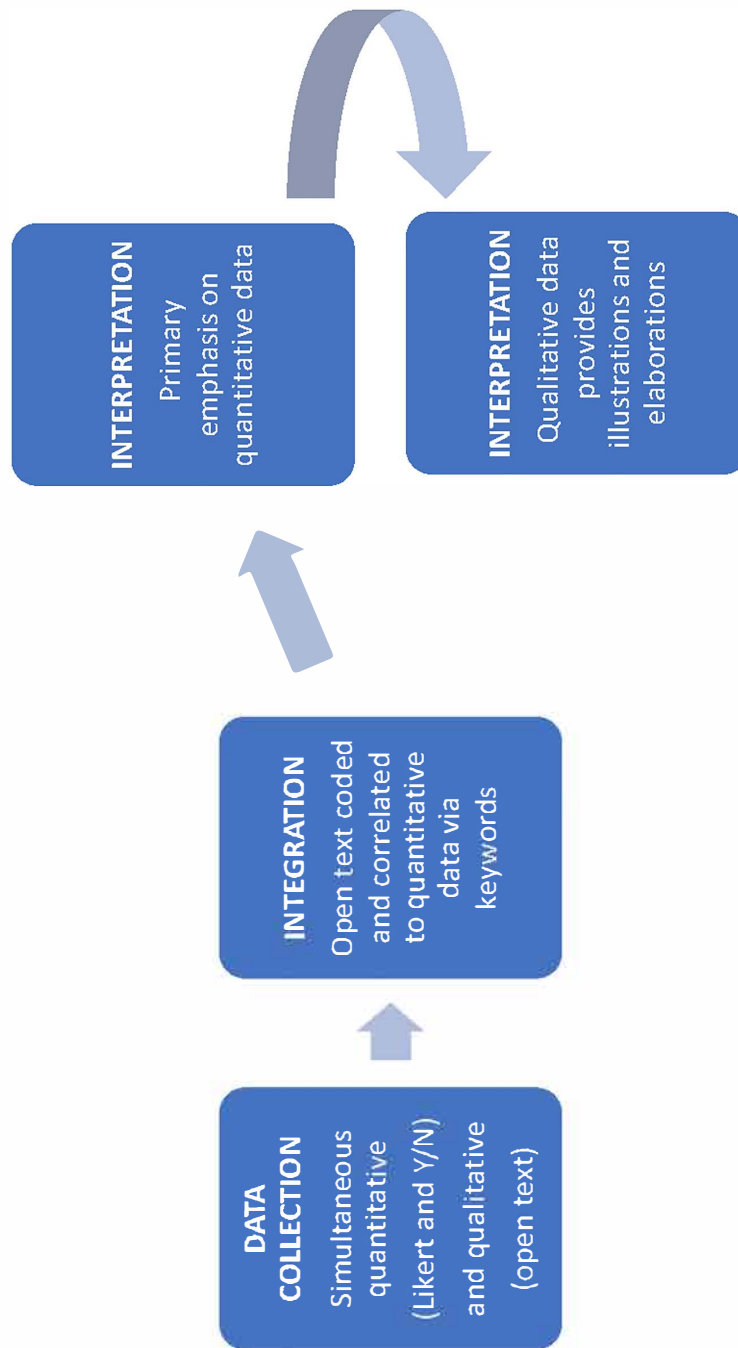 DATA
COLLECTION
Simultaneous
quantitative
(Likert and Y/N)
and qualitative
(open text)
INTEGRATION
Open text coded
and correlated
to quantitative
data via
keywords
INTERPRETATION
Primary
emphasis on
quantitative data
INTERPRETATION
Qualitative data
provides
illustrations and
elaborations